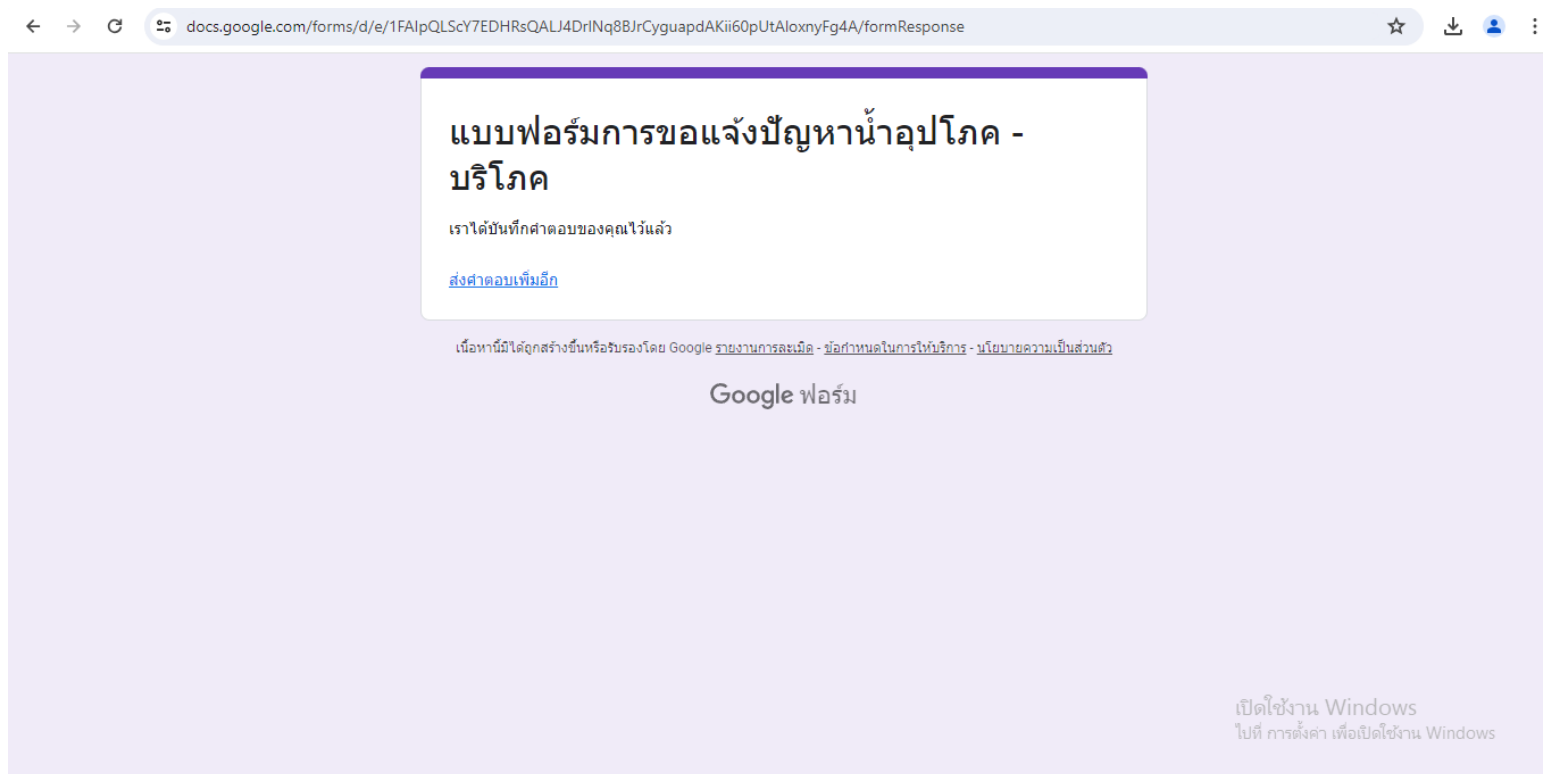 docs.google.com/forms/d/e/1FAIpQLScY7EDHRsQALJ4DrlNq8BJrCyguapdAKii60pUtAloxnyFg4A/formResponse
แบบฟอร์มการขอแจ้งปัญหาน้ำอุปโภค -
บริโภค
เราได้บันทึกคำตอบของคุณไว้แล้ว
ส่งคำตอบเพิ่มอีก
เนื้อหานี้มิได้ถูกสร้างขึ้นหรือรับรองโดย Google รายงานการละเมิด - ข้อกำหนดในการให้บริการ - นโยบายความเป็นส่วนตัว
Google ฟอร์ม
เปิดใช้งาน Windows
ไปที่ การตั้งค่า เพื่อเปิดใช้งาน Windows